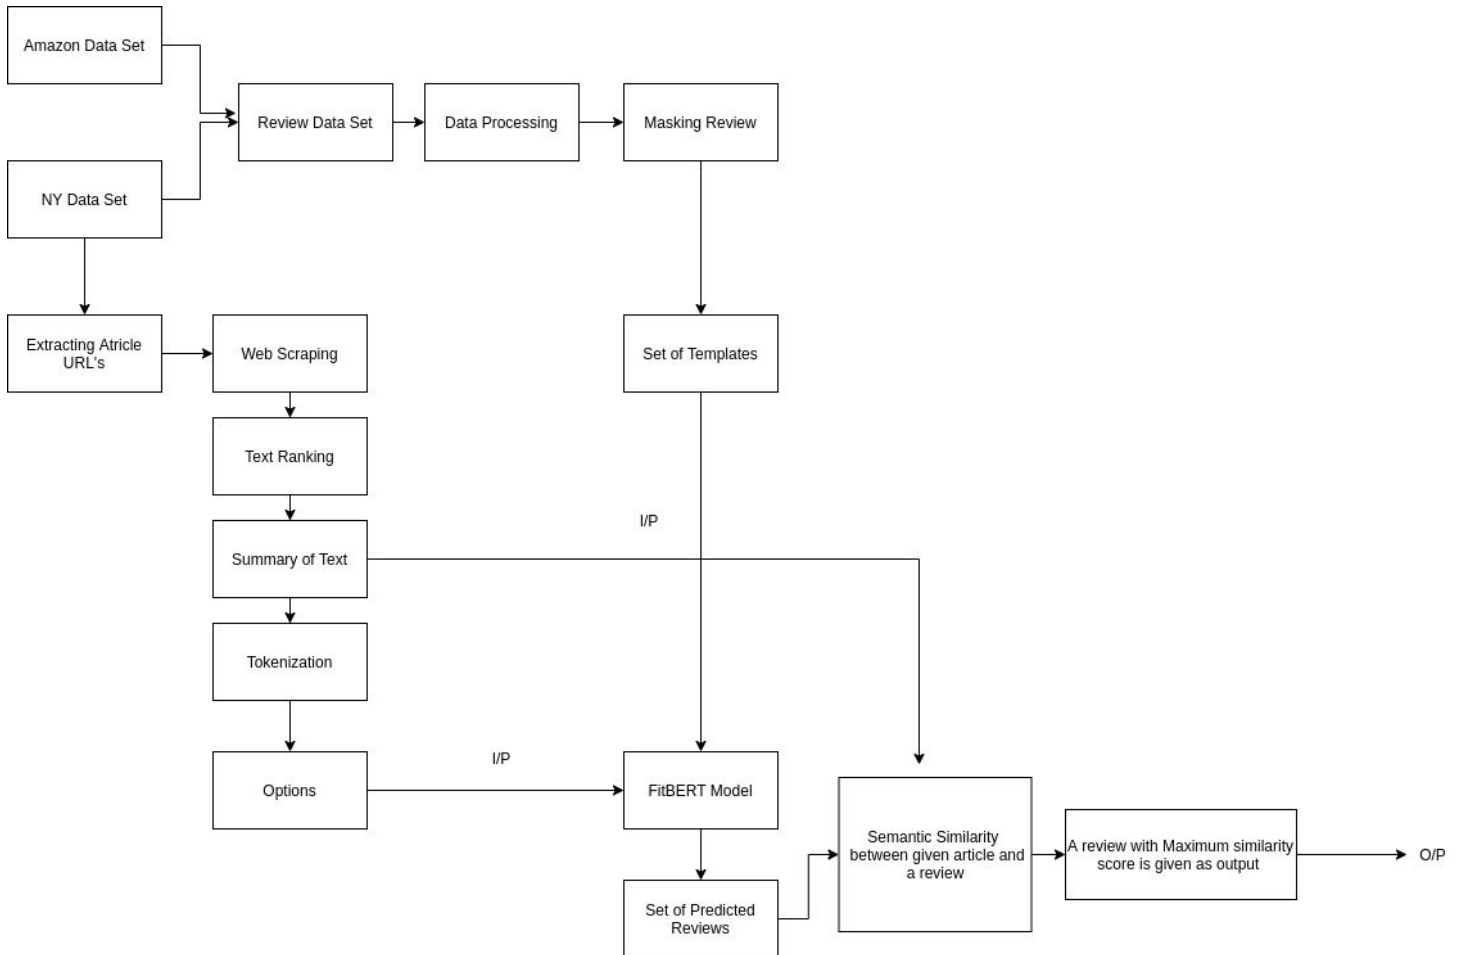 Amazon Data Set
Review Data Set
Data Processing
Masking Review
NY Data Set
Extracting Atricle
URL's
Web Scraping
Set of Templates
Text Ranking
I/P
Summary of Text
Tokenization
I/P
Options
FitBERT Model
Semantic Similarity
between given article and
a review
A review with Maximum similarity
score is given as output
O/P
Set of Predicted
Reviews